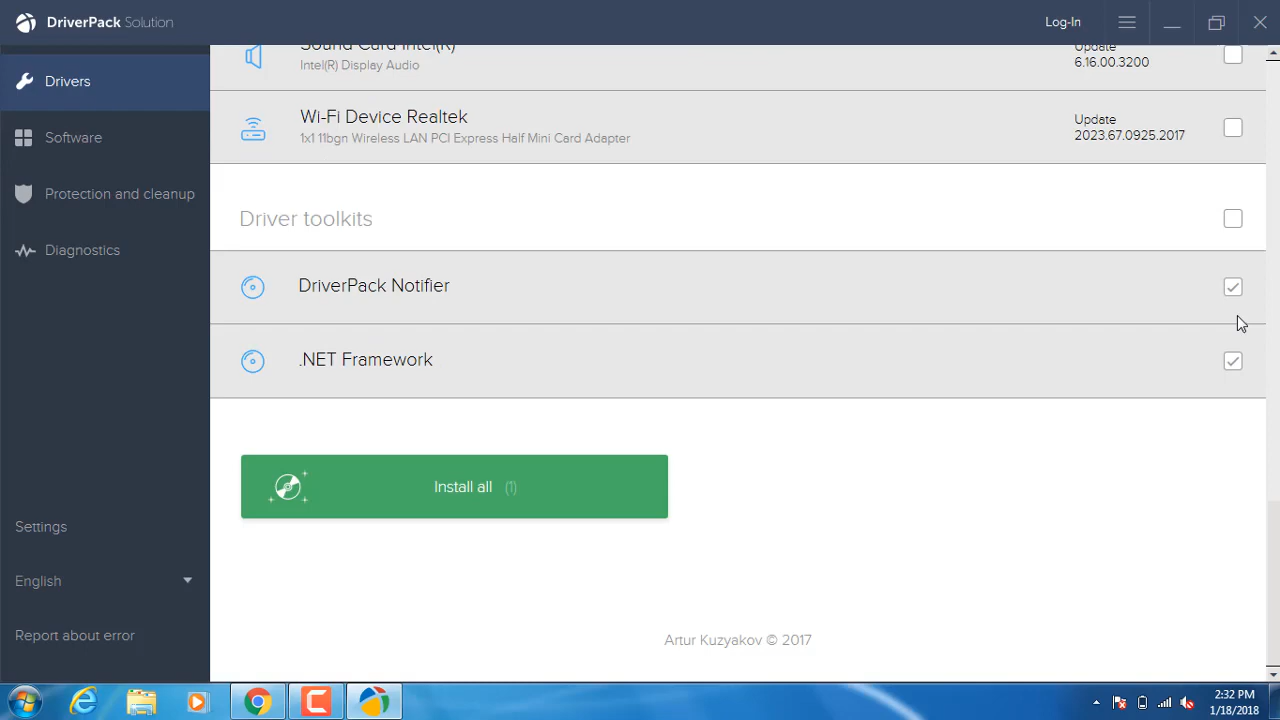 DriverPack Solution
Log-In
Drivers
Software
Protection and cleanup
Diagnostics
Settings
English
Report about error
Sound Card Intel(R)
Intel(R) Display Audio
Update
6.16.00.3200
Wi-Fi Device Realtek
1x1 11bgn Wireless LAN PCI Express Half Mini Card Adapter
Update
2023.67.0925.2017
Driver toolkits
DriverPack Notifier
.NET Framework
Install all (1)
Artur Kuzyakov © 2017
2:32 PM
1/18/2018